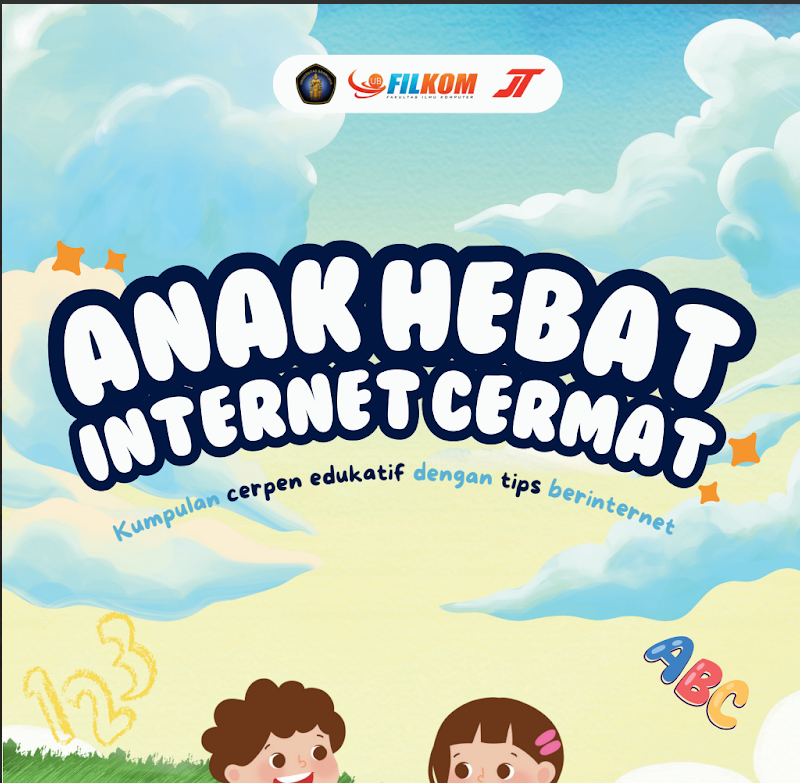 UB FILKOM
FAKULTAS ILMU KOMPUTER
JT
ANAK HEBAT
INTERNET CERMAT
Kumpulan cerpen edukatif dengan tips berinternet
123
ABC